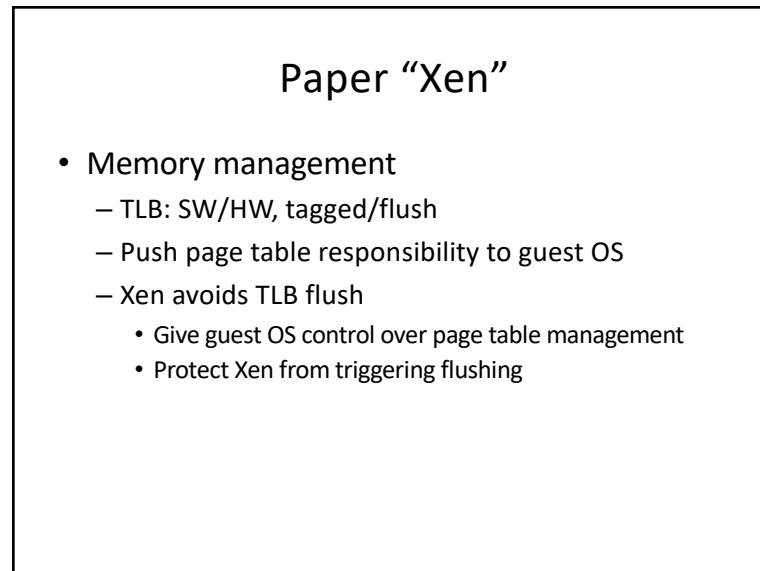 Paper “Xen”
• Memory management
– TLB: SW/HW, tagged/flush
– Push page table responsibility to guest OS
– Xen avoids TLB flush
• Give guest OS control over page table management
• Protect Xen from triggering flushing